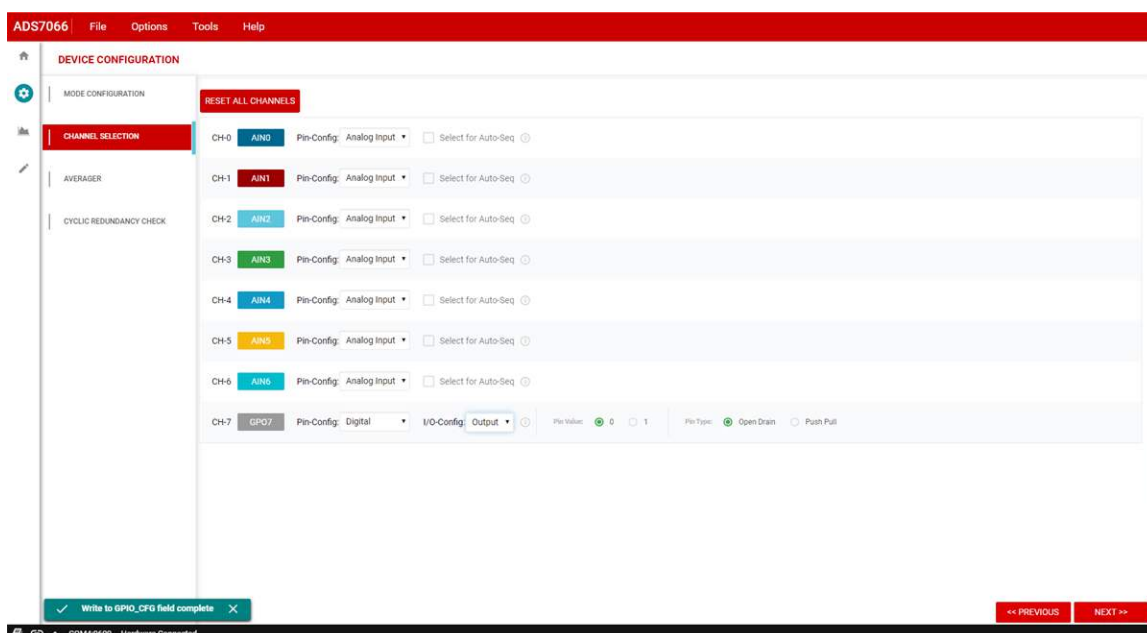 ADS7066 File Options Tools Help
DEVICE CONFIGURATION
MODE CONFIGURATION
CHANNEL SELECTION
AVERAGER
CYCLIC REDUNDANCY CHECK
RESET ALL CHANNELS
CH-0 AIN0 Pin-Config: Analog Input Select for Auto-Seq
CH-1 AIN1 Pin-Config: Analog Input Select for Auto-Seq
CH-2 AIN2 Pin-Config: Analog Input Select for Auto-Seq
CH-3 AIN3 Pin-Config: Analog Input Select for Auto-Seq
CH-4 AIN4 Pin-Config: Analog Input Select for Auto-Seq
CH-5 AIN5 Pin-Config: Analog Input Select for Auto-Seq
CH-6 AIN6 Pin-Config: Analog Input Select for Auto-Seq
CH-7 GPO7 Pin-Config: Digital I/O-Config: Output Pin Value: 0 1 Pin Type: Open Drain Push Pull
Write to GPIO_CFG field complete
<< PREVIOUS NEXT >>
Hardware Connected